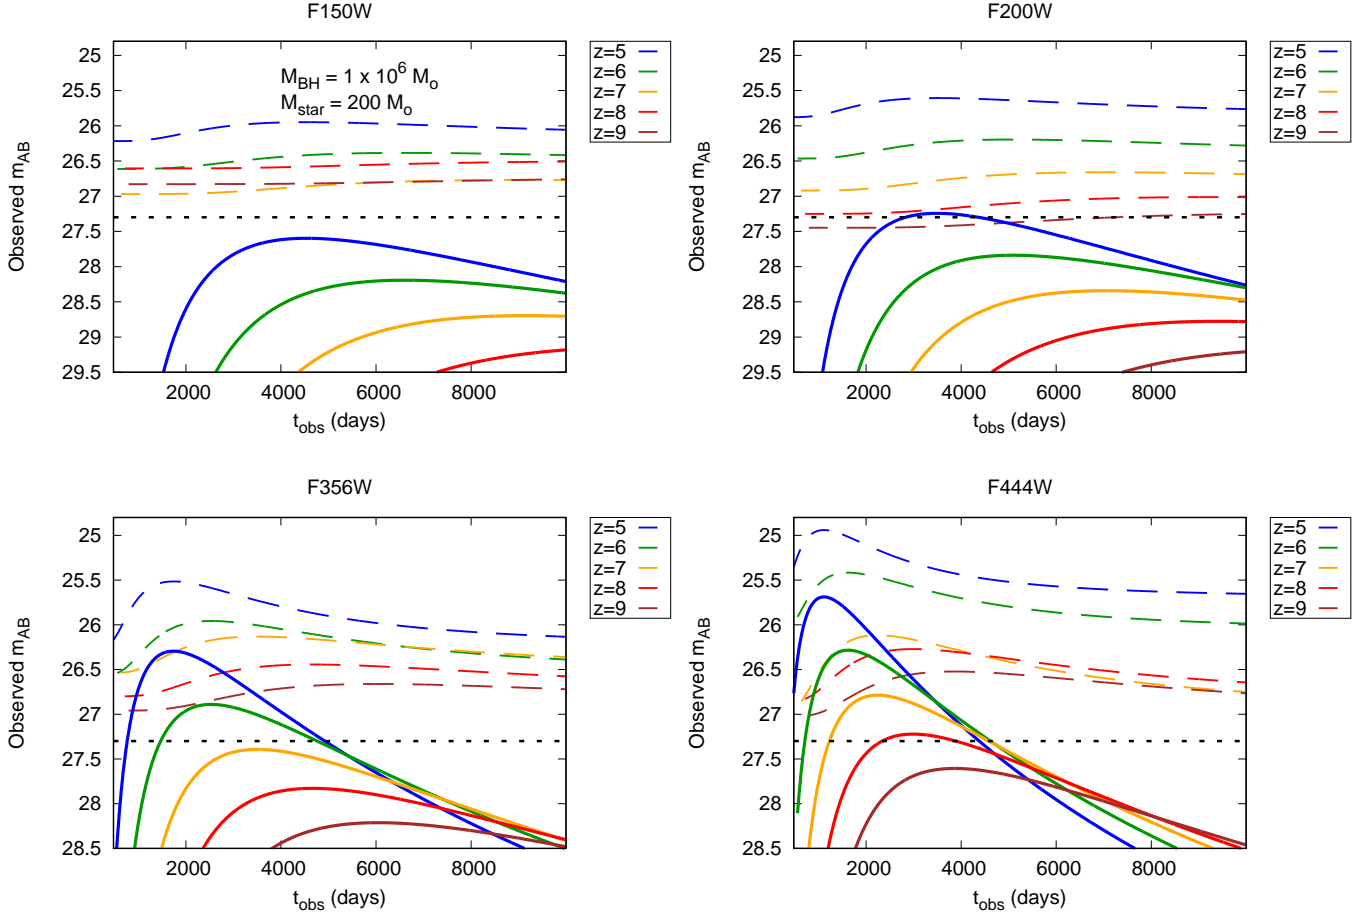 F150W
25
25.5
26
26.5
27
27.5
28
28.5
29
29.5
2000
4000
6000
8000
Observed m_AB
t_obs (days)
M_BH = 1 x 10^6 M_o
M_star = 200 M_o
z=5
z=6
z=7
z=8
z=9
F200W
25
25.5
26
26.5
27
27.5
28
28.5
29
29.5
2000
4000
6000
8000
Observed m_AB
t_obs (days)
z=5
z=6
z=7
z=8
z=9
F356W
25
25.5
26
26.5
27
27.5
28
28.5
2000
4000
6000
8000
Observed m_AB
t_obs (days)
z=5
z=6
z=7
z=8
z=9
F444W
25
25.5
26
26.5
27
27.5
28
28.5
2000
4000
6000
8000
Observed m_AB
t_obs (days)
z=5
z=6
z=7
z=8
z=9